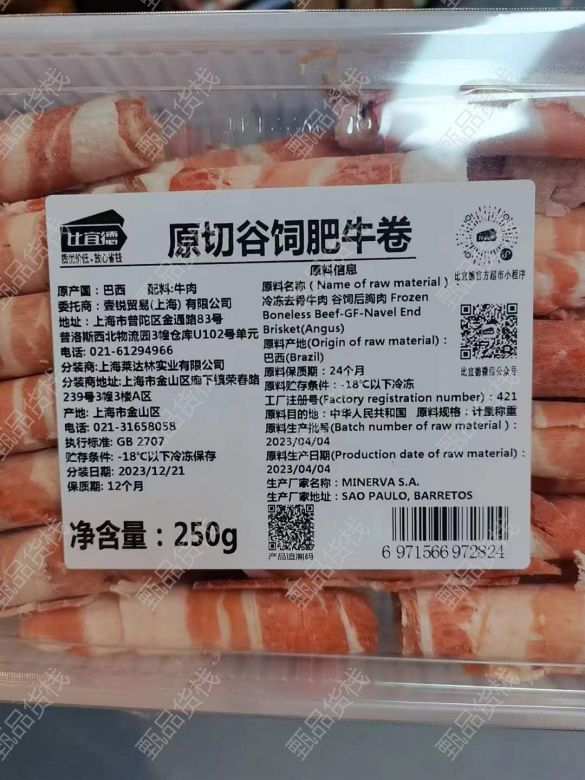 比宜德
质优价低·放心省钱
原切谷饲肥牛卷
比宜德官方超市小程序
比宜德微信公众号
原产国：巴西 配料:牛肉
委托商：壹锐贸易(上海) 有限公司
地址：上海市普陀区金通路83号
普洛斯西北物流园3幢仓库U102号单元
电话: 021-61294966
分装商：上海莱达林实业有限公司
分装商地址:上海市金山区廊下镇荣春路
239号3幢3楼A区
产地: 上海市金山区
电话: 021-31658058
执行标准: GB 2707
贮存条件: -18℃以下冷冻保存
分装日期: 2023/12/21
保质期: 12个月
净含量：250g
原料信息
原料名称（Name of raw material）：
冷冻去骨牛肉 谷饲后胸肉 Frozen
Boneless Beef-GF-Navel End
Brisket(Angus)
原料产地(Origin of raw material)：
巴西(Brazil)
原料保质期：24个月
原料贮存条件：-18℃以下冷冻
工厂注册号(Factory registration number)：421
原料目的地：中华人民共和国 原料规格：计重称重
原料生产批号(Batch number of raw material)：
2023/04/04
原料生产日期(Production date of raw material)：
2023/04/04
生产厂家名称：MINERVA S.A.
生产厂家地址：SAO PAULO, BARRETOS
产品追溯码
6 971566 972824
甄品货栈